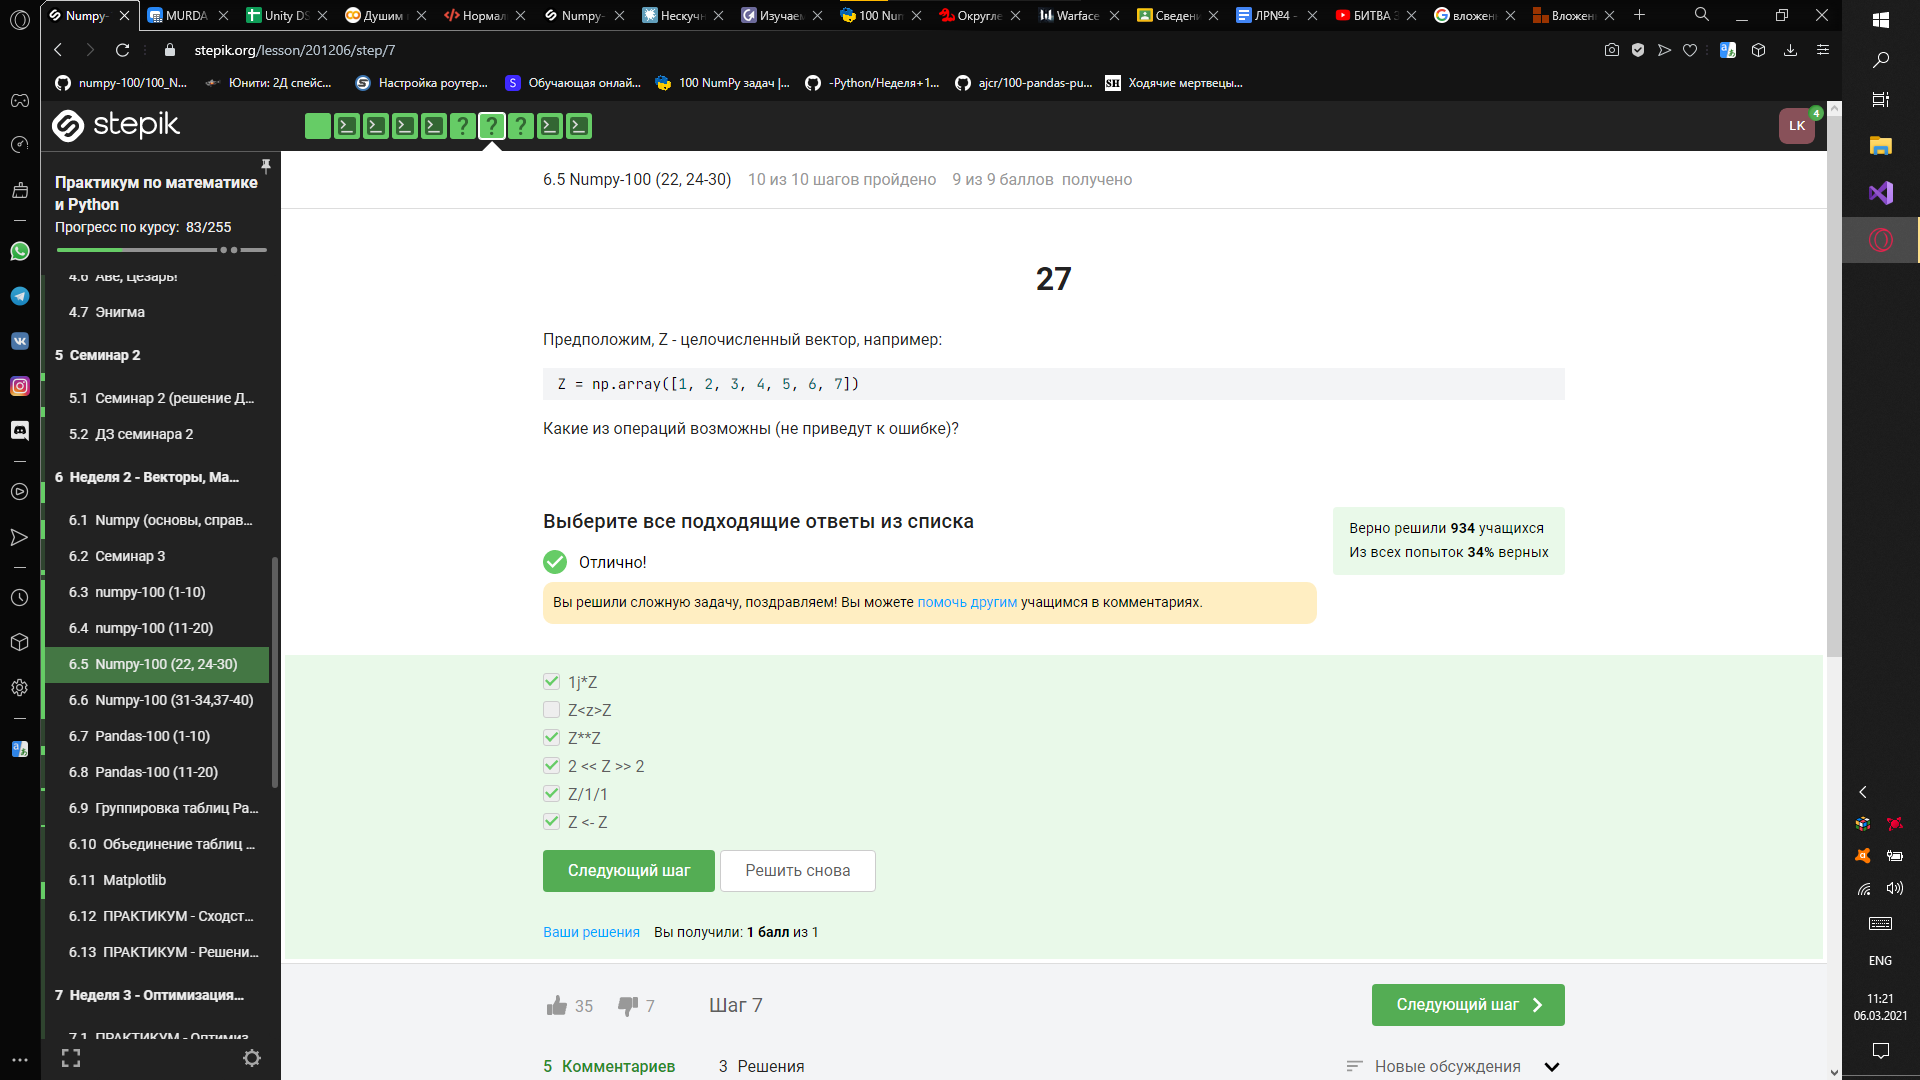 Numpy-
MURDA
Unity DS
Душим
Нормал
Numpy-
Нескуч
Изучаем
100 Num
Округле
Warface
Сведени
ЛР№4 -
БИТВА З
вложен
Вложен
stepik.org/lesson/201206/step/7
numpy-100/100_N...
Юнити: 2Д спейс...
Настройка роутер...
Обучающая онлай...
100 NumPy задач |...
-Python/Неделя+1...
ajcr/100-pandas-pu...
Ходячие мертвецы...
stepik
LK
4
Практикум по математике
и Python
Прогресс по курсу: 83/255
4.6 Аве, Цезарь!
4.7 Энигма
5 Семинар 2
5.1 Семинар 2 (решение Д...
5.2 ДЗ семинара 2
6 Неделя 2 - Векторы, Ма...
6.1 Numpy (основы, справ...
6.2 Семинар 3
6.3 numpy-100 (1-10)
6.4 numpy-100 (11-20)
6.5 Numpy-100 (22, 24-30)
6.6 Numpy-100 (31-34,37-40)
6.7 Pandas-100 (1-10)
6.8 Pandas-100 (11-20)
6.9 Группировка таблиц Pa...
6.10 Объединение таблиц ...
6.11 Matplotlib
6.12 ПРАКТИКУМ - Сходст...
6.13 ПРАКТИКУМ - Решени...
7 Неделя 3 - Оптимизация...
7.1 ПРАКТИКУМ - Оптимиз...
6.5 Numpy-100 (22, 24-30) 10 из 10 шагов пройдено 9 из 9 баллов получено
27
Предположим, Z - целочисленный вектор, например:
Z = np.array([1, 2, 3, 4, 5, 6, 7])
Какие из операций возможны (не приведут к ошибке)?
Выберите все подходящие ответы из списка
Верно решили 934 учащихся
Из всех попыток 34% верных
Отлично!
Вы решили сложную задачу, поздравляем! Вы можете помочь другим учащимся в комментариях.
1j*Z
Z<z>Z
Z**Z
2 << Z >> 2
Z/1/1
Z <- Z
Следующий шаг
Решить снова
Ваши решения Вы получили: 1 балл из 1
35
7
Шаг 7
Следующий шаг
5 Комментариев
3 Решения
Новые обсуждения
ENG
11:21
06.03.2021